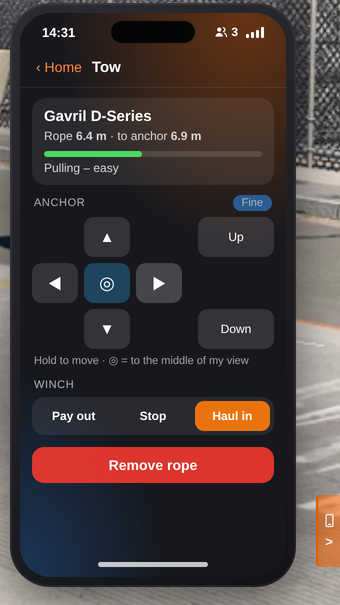 14:31
3
‹ Home Tow
Gavril D-Series
Rope 6.4 m · to anchor 6.9 m
Pulling – easy
ANCHOR Fine
▲ Up
◀ ◎ ▶
▼ Down
Hold to move · ◎ = to the middle of my view
WINCH
Pay out Stop Haul in
Remove rope
>